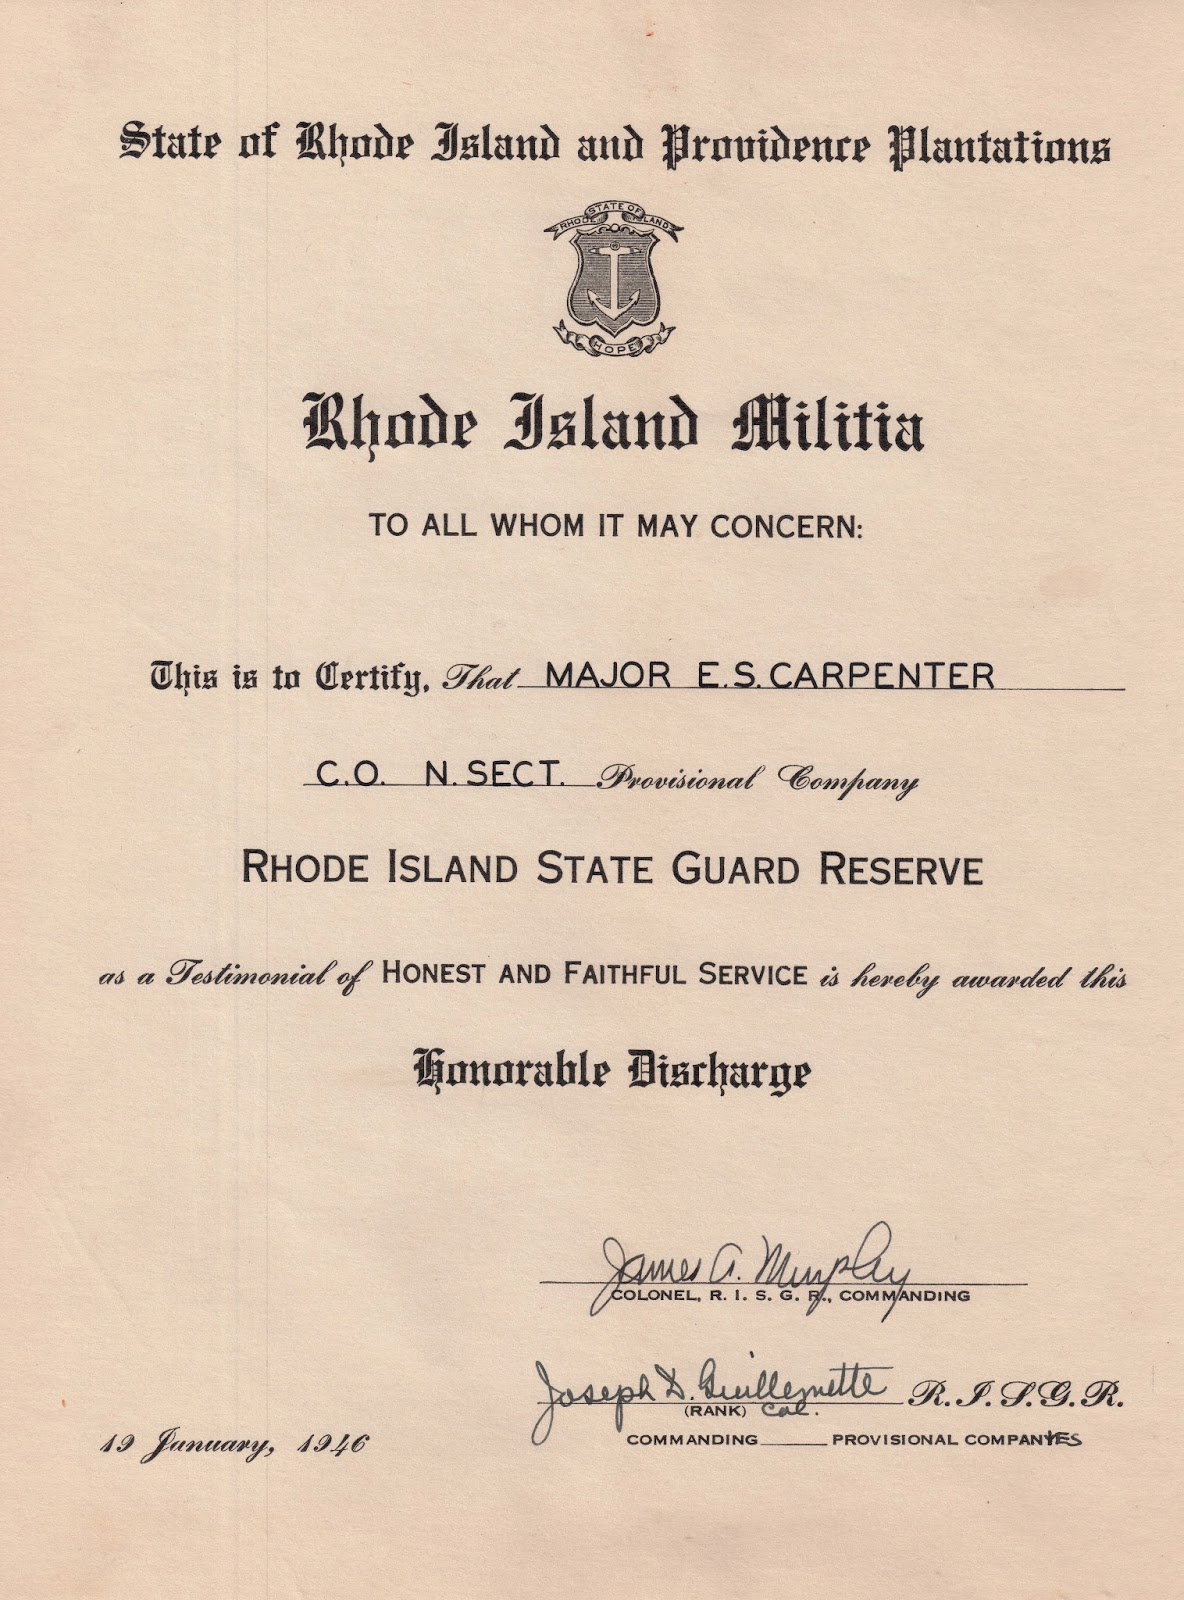 State of Rhode Island and Providence Plantations
STATE OF
RHODE ISLAND
HOPE
Rhode Island Militia
TO ALL WHOM IT MAY CONCERN:
This is to Certify, That MAJOR E.S. CARPENTER
C.O. N. SECT. Provisional Company
RHODE ISLAND STATE GUARD RESERVE
as a Testimonial of HONEST AND FAITHFUL SERVICE is hereby awarded this
Honorable Discharge
James A. Murphy
COLONEL, R. I. S. G. R., COMMANDING
Joseph D. Guillemette R.I.S.G.R.
(RANK) Col.
COMMANDING PROVISIONAL COMPANIES
19 January, 1946